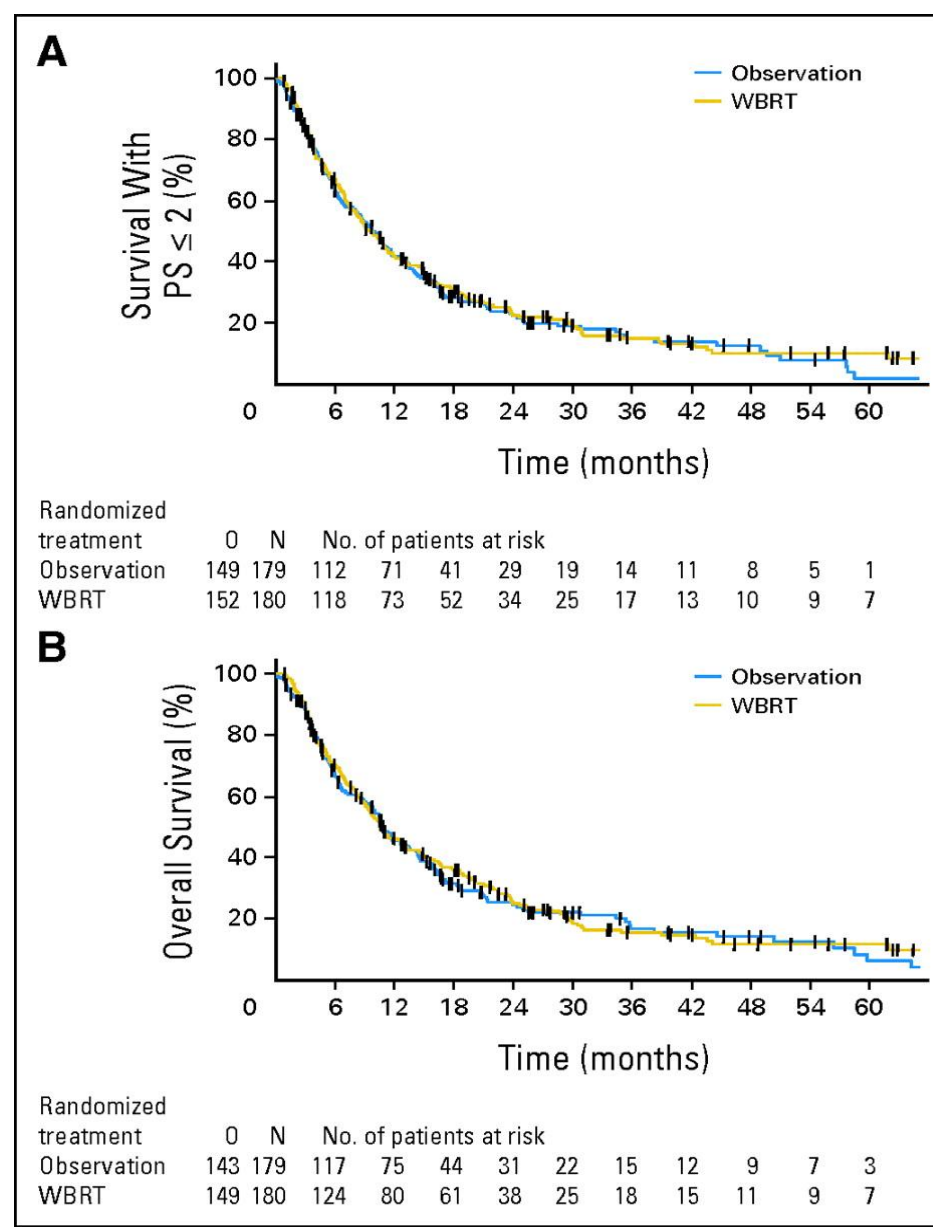 A
Observation
WBRT
Survival With
PS ≤ 2 (%)
100
80
60
40
20
0 6 12 18 24 30 36 42 48 54 60
Time (months)
Randomized
treatment O N No. of patients at risk
Observation 149 179 112 71 41 29 19 14 11 8 5 1
WBRT 152 180 118 73 52 34 25 17 13 10 9 7
B
Observation
WBRT
Overall Survival (%)
100
80
60
40
20
0 6 12 18 24 30 36 42 48 54 60
Time (months)
Randomized
treatment O N No. of patients at risk
Observation 143 179 117 75 44 31 22 15 12 9 7 3
WBRT 149 180 124 80 61 38 25 18 15 11 9 7